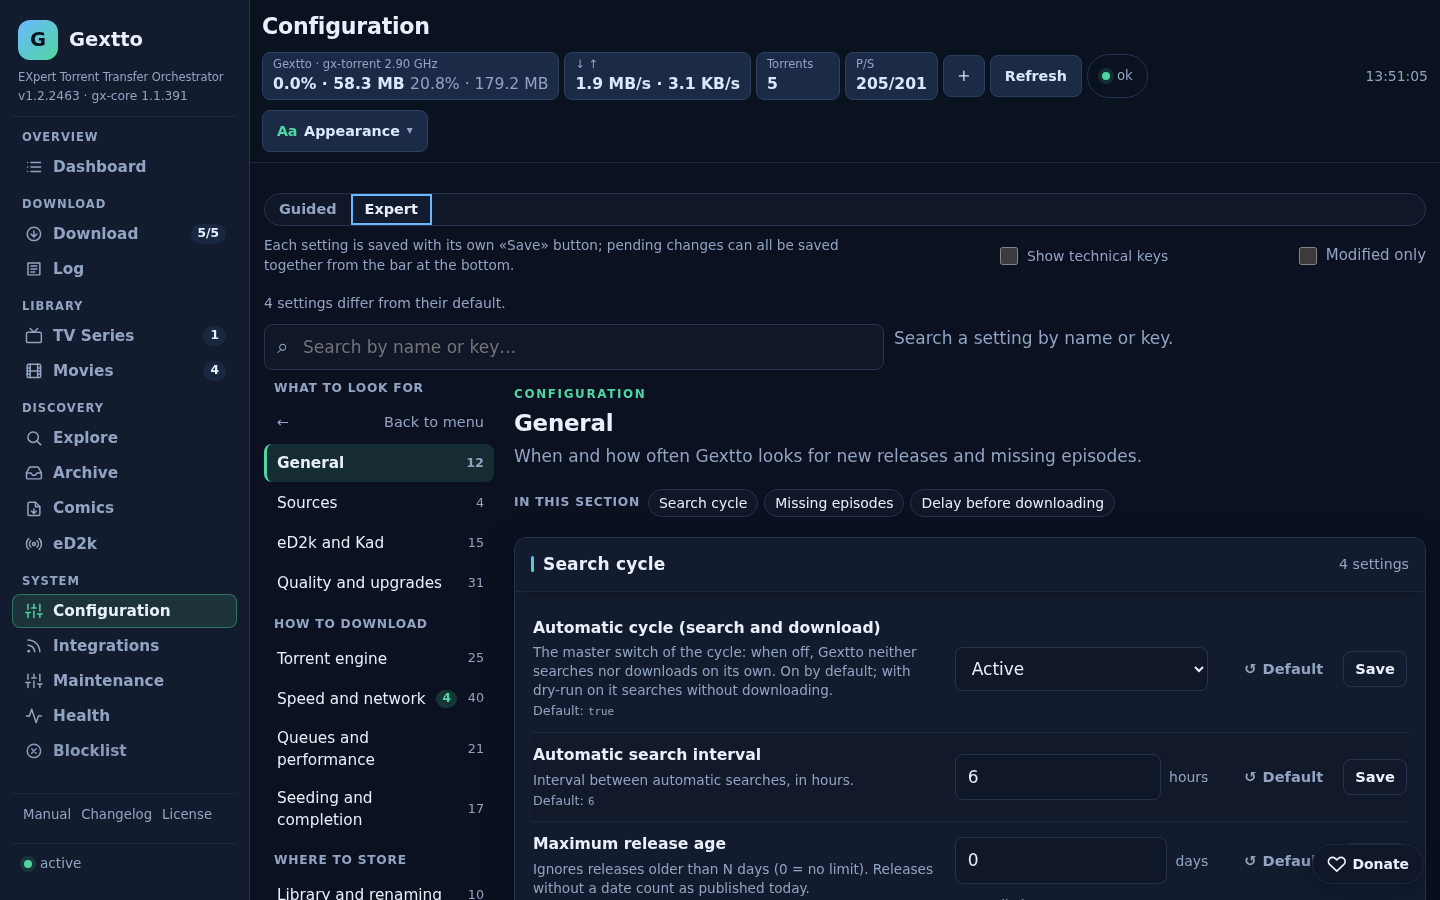 G Gextto
EXpert Torrent Transfer Orchestrator
v1.2.2463 · gx-core 1.1.391
OVERVIEW
Dashboard
DOWNLOAD
Download 5/5
Log
LIBRARY
TV Series 1
Movies 4
DISCOVERY
Explore
Archive
Comics
eD2k
SYSTEM
Configuration
Integrations
Maintenance
Health
Blocklist
Manual Changelog License
active
Configuration
Gextto · gx-torrent 2.90 GHz
0.0% · 58.3 MB 20.8% · 179.2 MB
↓ ↑
1.9 MB/s · 3.1 KB/s
Torrents
5
P/S
205/201
+
Refresh
ok
13:51:05
Aa Appearance ▾
Guided Expert
Each setting is saved with its own «Save» button; pending changes can all be saved
together from the bar at the bottom.
Show technical keys
Modified only
4 settings differ from their default.
Search by name or key…
Search a setting by name or key.
WHAT TO LOOK FOR
← Back to menu
General 12
Sources 4
eD2k and Kad 15
Quality and upgrades 31
HOW TO DOWNLOAD
Torrent engine 25
Speed and network 4 40
Queues and
performance 21
Seeding and
completion 17
WHERE TO STORE
Library and renaming 10
CONFIGURATION
General
When and how often Gextto looks for new releases and missing episodes.
IN THIS SECTION Search cycle Missing episodes Delay before downloading
Search cycle 4 settings
Automatic cycle (search and download)
The master switch of the cycle: when off, Gextto neither
searches nor downloads on its own. On by default; with
dry-run on it searches without downloading.
Default: true
Active
↺ Default Save
Automatic search interval
Interval between automatic searches, in hours.
Default: 6
6 hours
↺ Default Save
Maximum release age
Ignores releases older than N days (0 = no limit). Releases
without a date count as published today.
0 days
↺ Defau
Donate